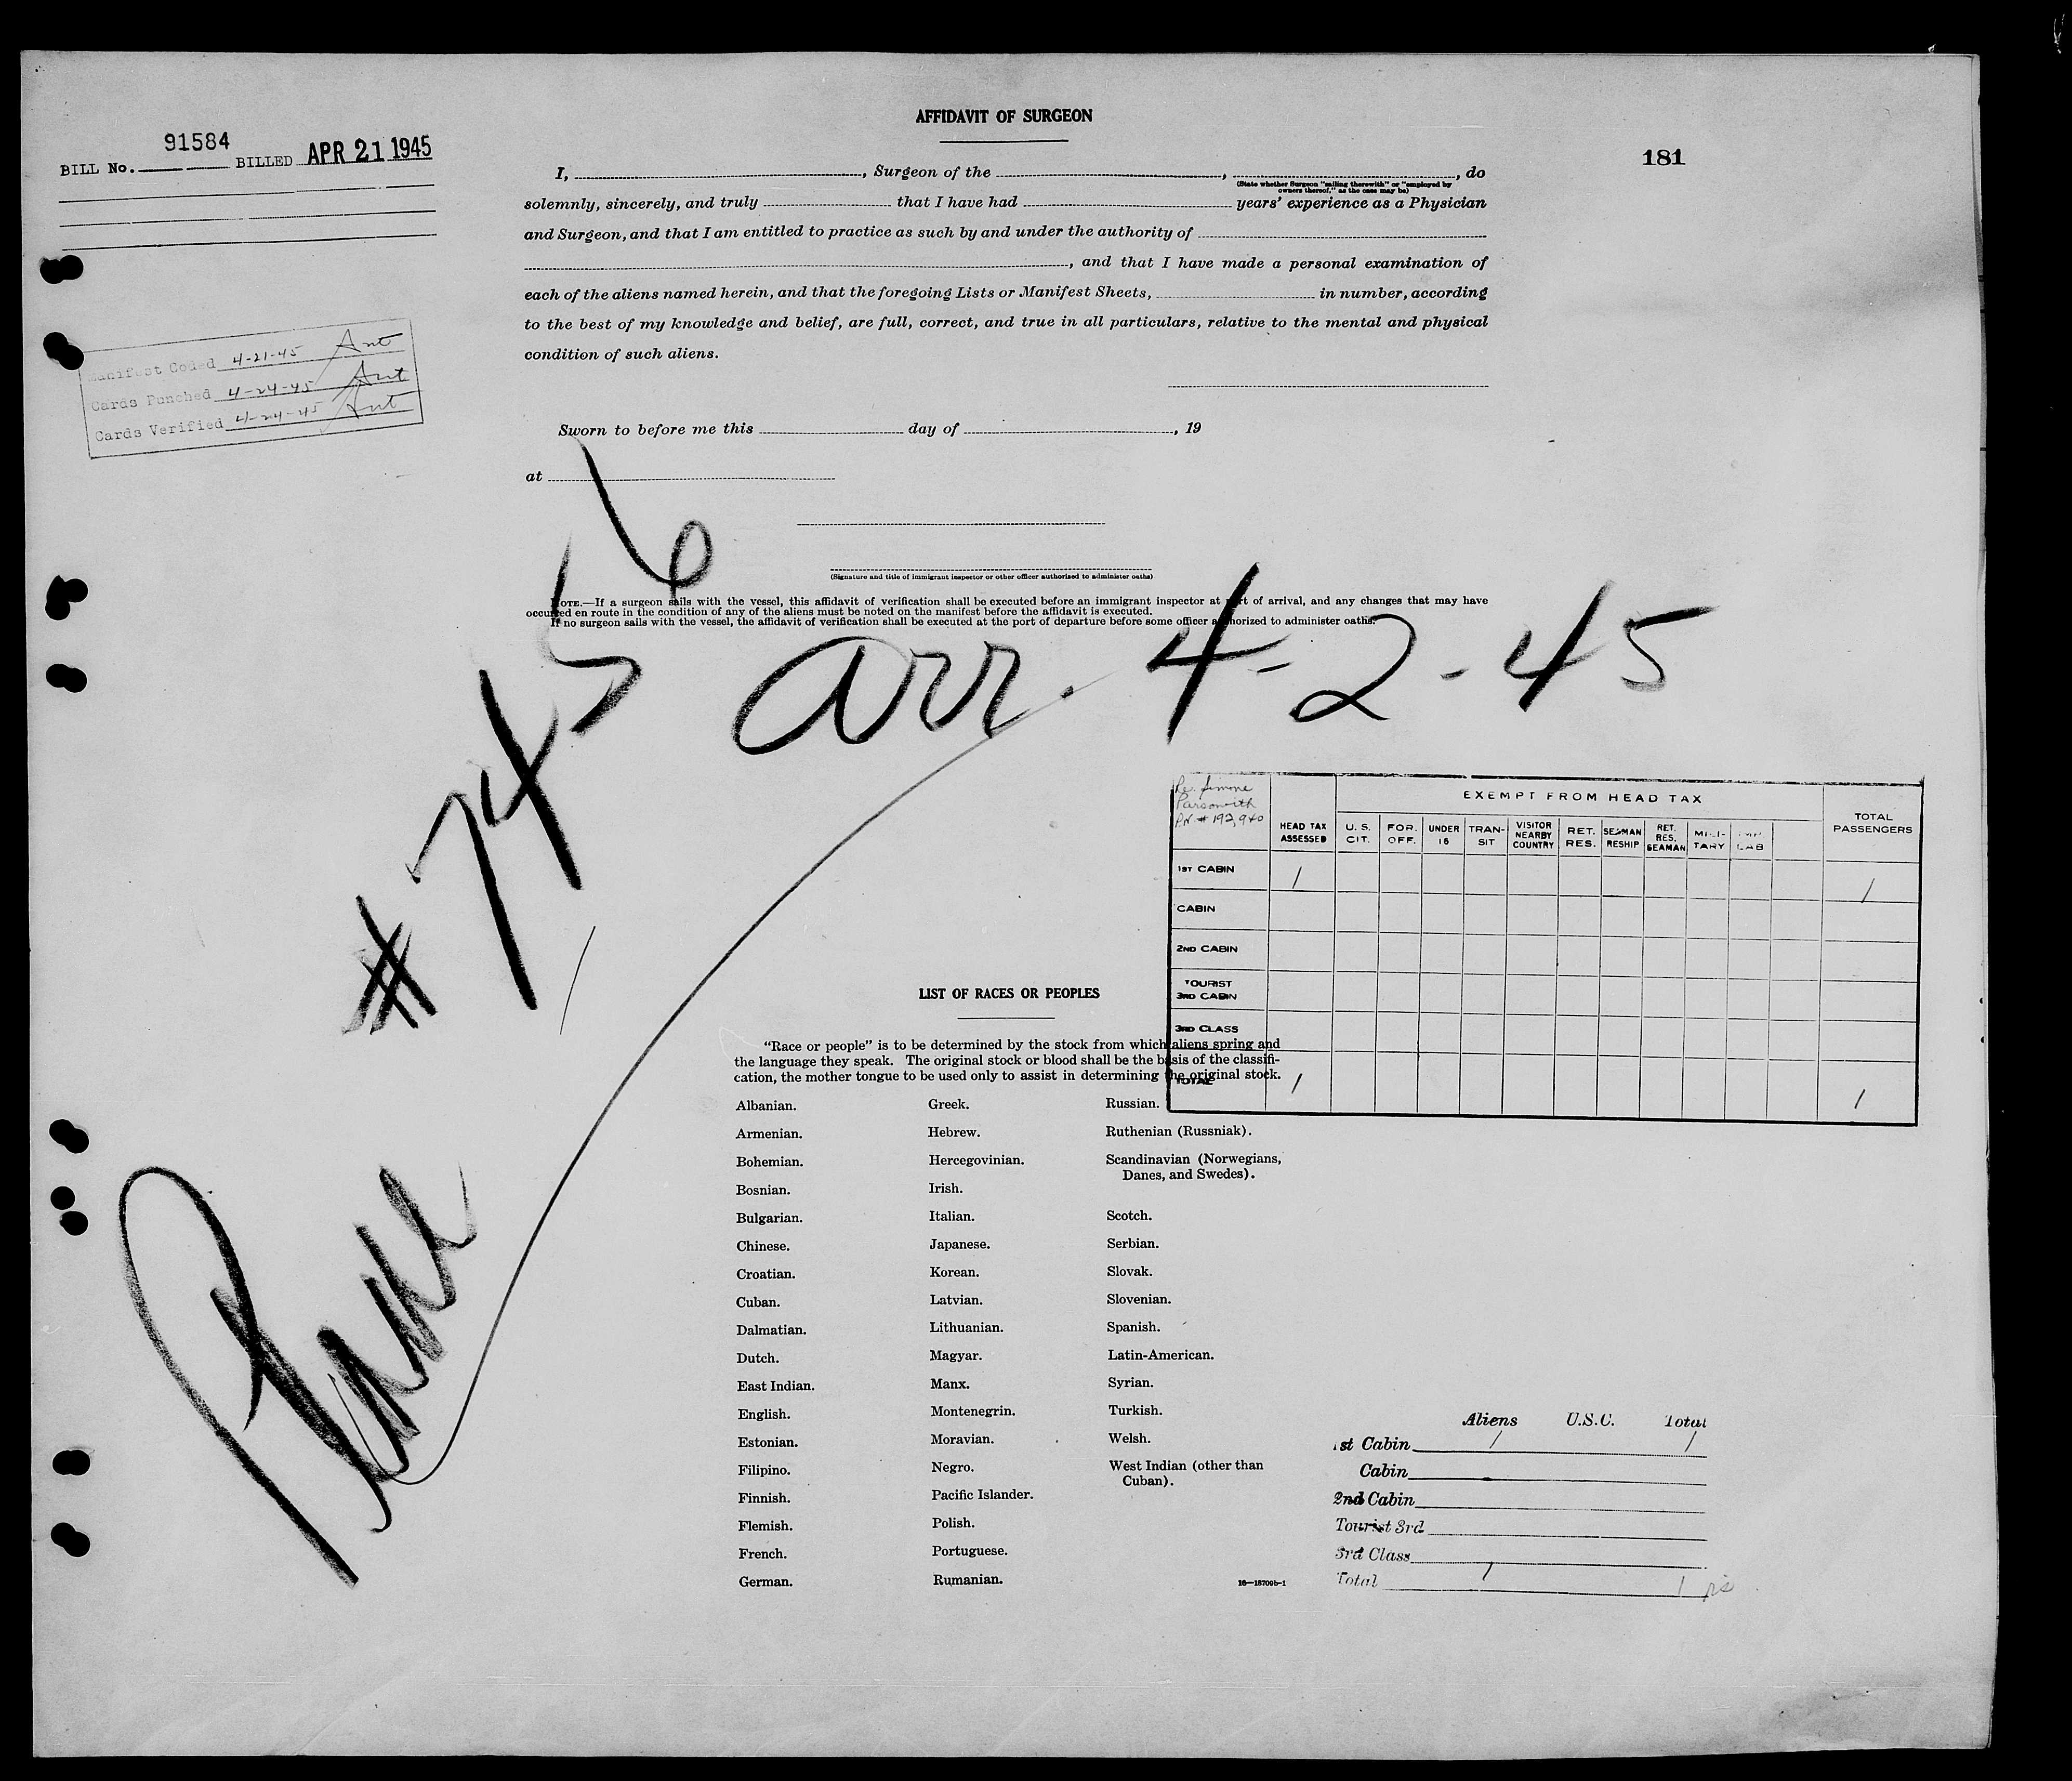 AFFIDAVIT OF SURGEON
91584
BILL No. BILLED APR 21 1945
181
I, , Surgeon of the , , do
(State whether Surgeon "sailing therewith" or "employed by
owners thereof," as the case may be)
solemnly, sincerely, and truly that I have had years' experience as a Physician
and Surgeon, and that I am entitled to practice as such by and under the authority of
, and that I have made a personal examination of
each of the aliens named herein, and that the foregoing Lists or Manifest Sheets, in number, according
to the best of my knowledge and belief, are full, correct, and true in all particulars, relative to the mental and physical
condition of such aliens.
Manifest Coded 4-21-45
Cards Punched 4-24-45
Cards Verified 4-24-45
Sworn to before me this day of , 19
at
(Signature and title of immigrant inspector or other officer authorized to administer oaths)
NOTE.—If a surgeon sails with the vessel, this affidavit of verification shall be executed before an immigrant inspector at port of arrival, and any changes that may have
occurred en route in the condition of any of the aliens must be noted on the manifest before the affidavit is executed.
If no surgeon sails with the vessel, the affidavit of verification shall be executed at the port of departure before some officer authorized to administer oaths.
# 7456
arr. 4-2-45
Plane
Re. Simone
Parsonwith
# 192,940
HEAD TAX ASSESSED
EXEMPT FROM HEAD TAX
TOTAL PASSENGERS
U. S. CIT.
FOR. OFF.
UNDER 16
TRAN- SIT
VISITOR NEARBY COUNTRY
RET. RES.
SEAMAN RESHIP
RET. RES. SEAMAN
MILI- TARY
LAB
1ST CABIN / /
CABIN
2ND CABIN
TOURIST
3RD CABIN
3RD CLASS
TOTAL / /
LIST OF RACES OR PEOPLES
"Race or people" is to be determined by the stock from which aliens spring and
the language they speak. The original stock or blood shall be the basis of the classifi-
cation, the mother tongue to be used only to assist in determining the original stock.
Albanian.
Armenian.
Bohemian.
Bosnian.
Bulgarian.
Chinese.
Croatian.
Cuban.
Dalmatian.
Dutch.
East Indian.
English.
Estonian.
Filipino.
Finnish.
Flemish.
French.
German.
Greek.
Hebrew.
Hercegovinian.
Irish.
Italian.
Japanese.
Korean.
Latvian.
Lithuanian.
Magyar.
Manx.
Montenegrin.
Moravian.
Negro.
Pacific Islander.
Polish.
Portuguese.
Rumanian.
Russian.
Ruthenian (Russniak).
Scandinavian (Norwegians,
Danes, and Swedes).
Scotch.
Serbian.
Slovak.
Slovenian.
Spanish.
Latin-American.
Syrian.
Turkish.
Welsh.
West Indian (other than
Cuban).
16—18709b-1
Aliens U.S.C. Total
1st Cabin / /
Cabin
2nd Cabin
Tourist 3rd
3rd Class
Total / 1